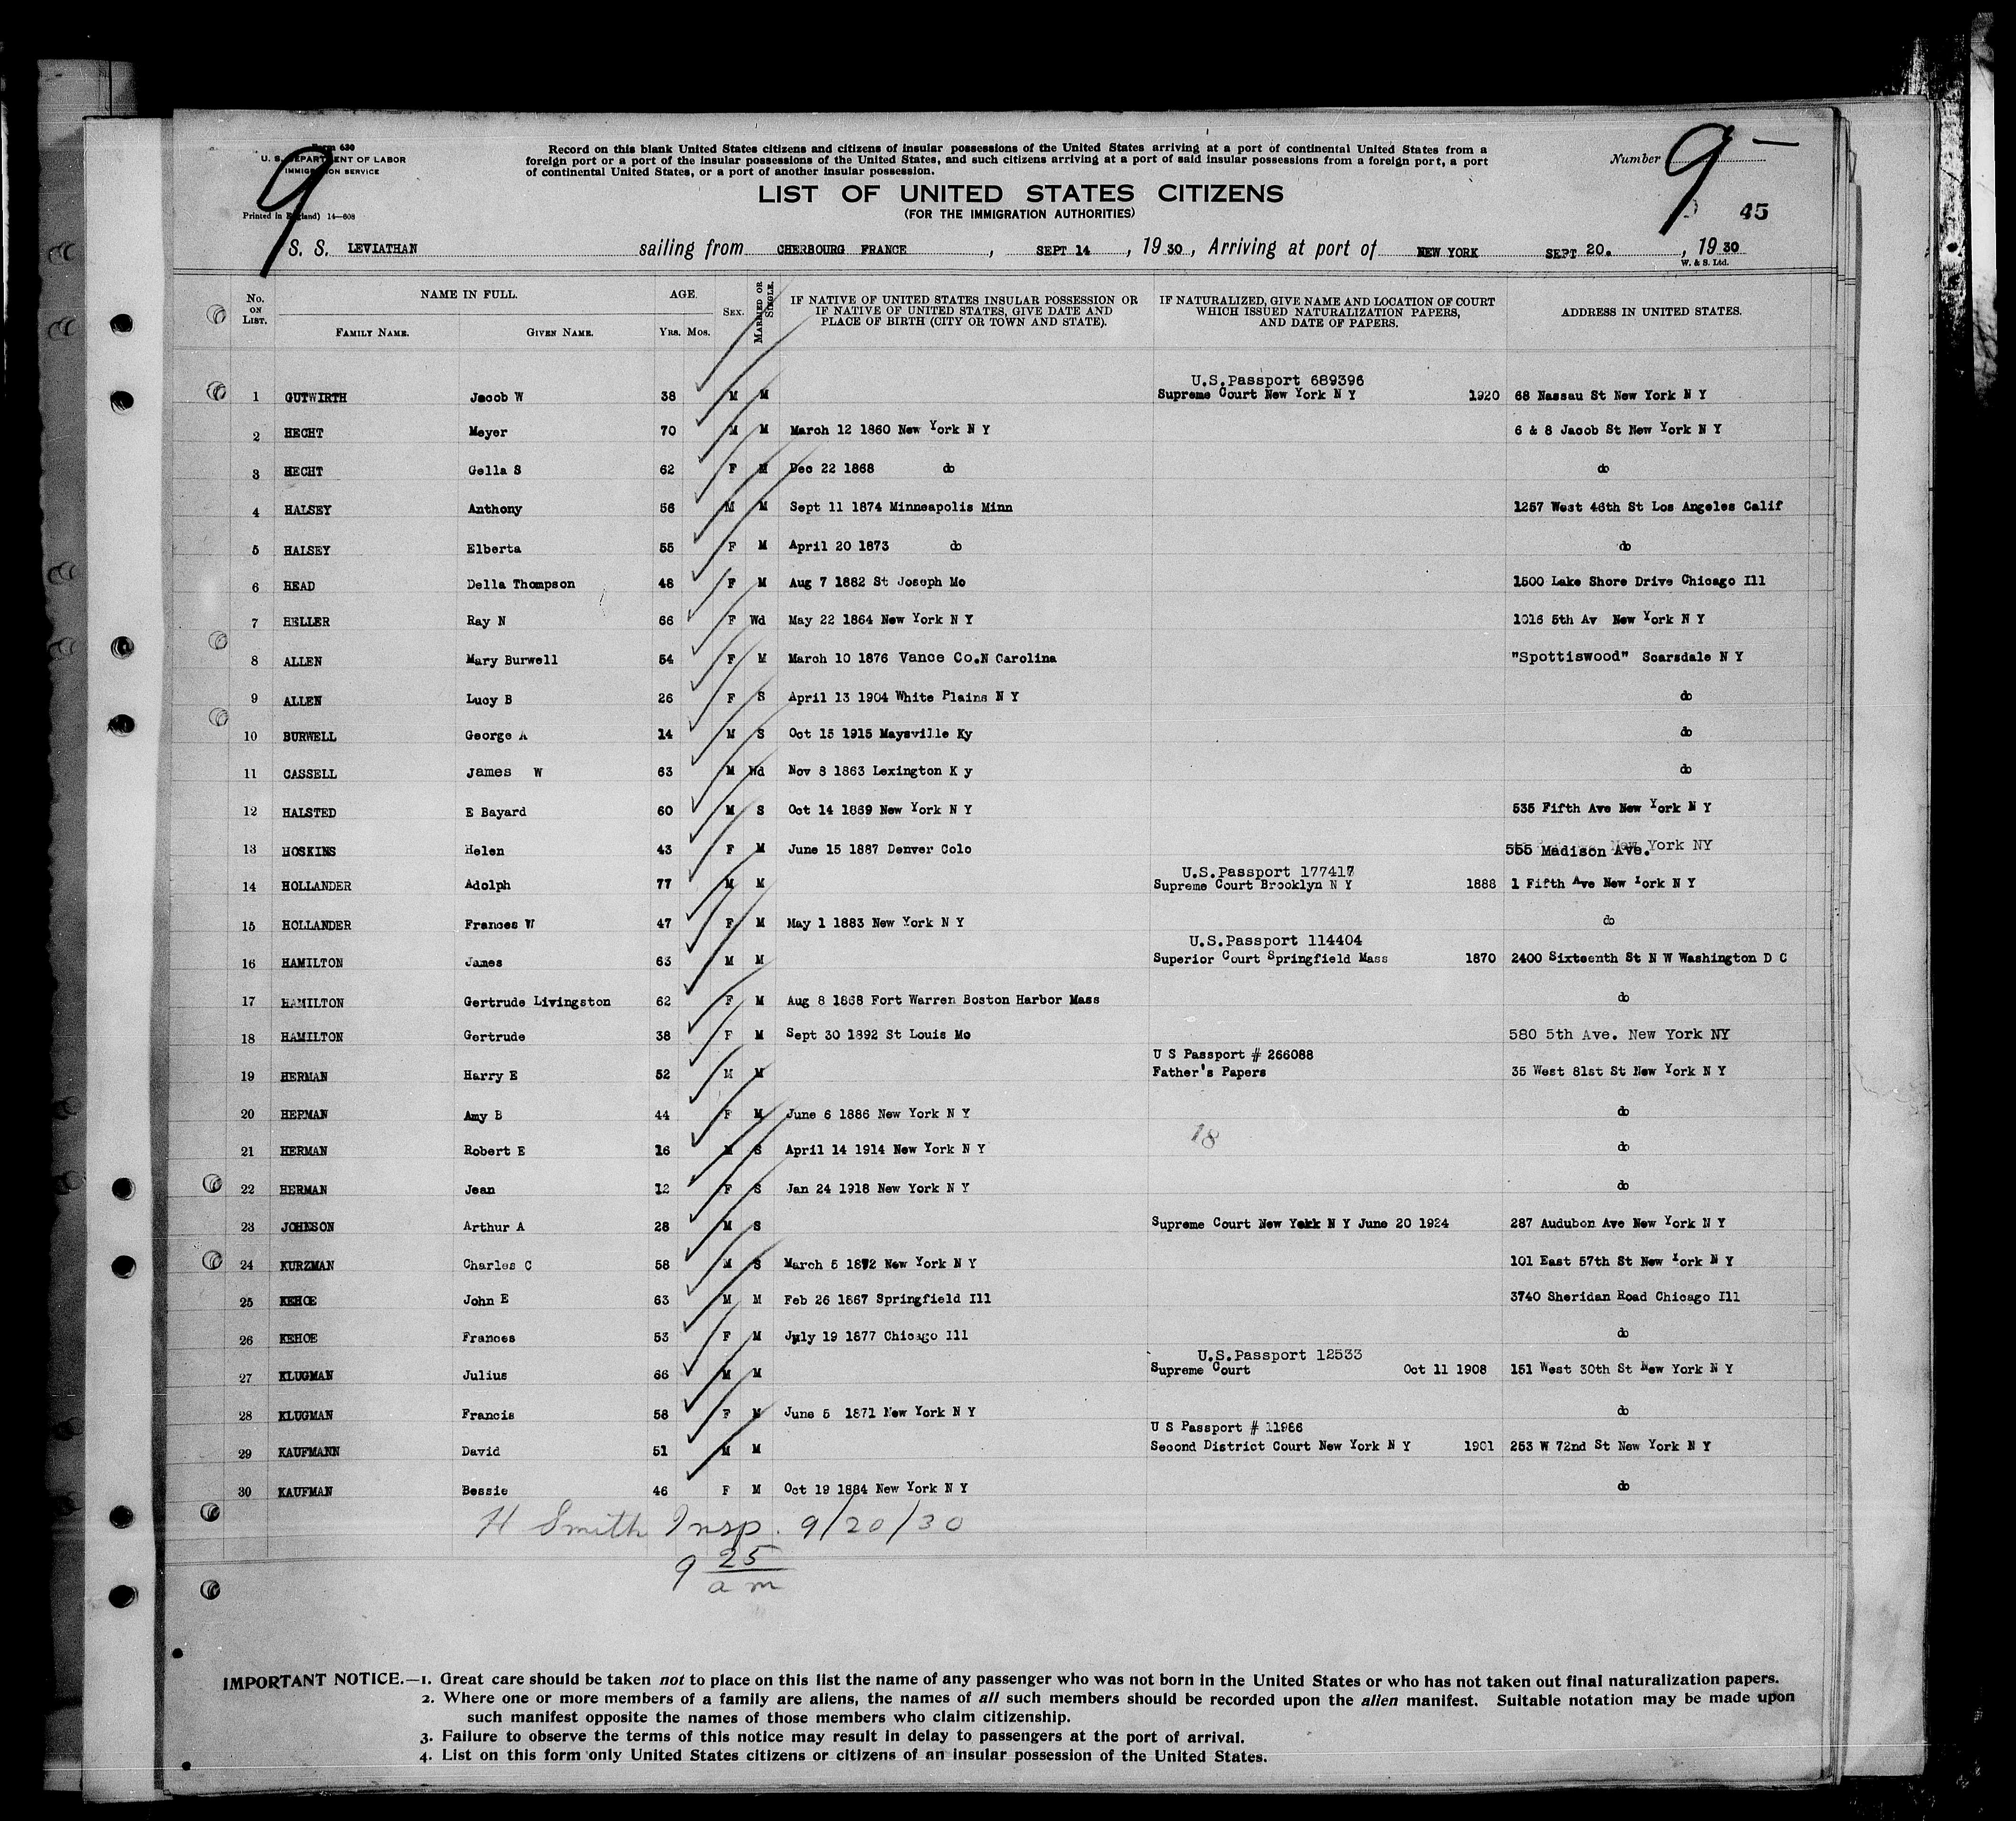 Form 630
U. S. DEPARTMENT OF LABOR
IMMIGRATION SERVICE
Printed in England) 14—608
9
Record on this blank United States citizens and citizens of insular possessions of the United States arriving at a port of continental United States from a
foreign port or a port of the insular possessions of the United States, and such citizens arriving at a port of said insular possessions from a foreign port, a port
of continental United States, or a port of another insular possession.
Number 9 —
LIST OF UNITED STATES CITIZENS
(FOR THE IMMIGRATION AUTHORITIES)
45
S. S. LEVIATHAN sailing from CHERBOURG FRANCE , SEPT 14 , 19 30 , Arriving at port of NEW YORK SEPT 20. , 19 30
W. & S. Ltd.
No. ON LIST. NAME IN FULL. FAMILY NAME. GIVEN NAME. AGE. YRS. MOS. SEX. MARRIED OR SINGLE. IF NATIVE OF UNITED STATES INSULAR POSSESSION OR IF NATIVE OF UNITED STATES, GIVE DATE AND PLACE OF BIRTH (CITY OR TOWN AND STATE). IF NATURALIZED, GIVE NAME AND LOCATION OF COURT WHICH ISSUED NATURALIZATION PAPERS, AND DATE OF PAPERS. ADDRESS IN UNITED STATES.
U.S.Passport 689396
1 GUTWIRTH Jacob W 38 M M Supreme Court New York N Y 1920 68 Nassau St New York N Y
2 HECHT Meyer 70 M M March 12 1860 New York N Y 6 & 8 Jacob St New York N Y
3 HECHT Gella S 62 F M Dec 22 1868 do do
4 HALSEY Anthony 56 M M Sept 11 1874 Minneapolis Minn 1257 West 46th St Los Angeles Calif
5 HALSEY Elberta 55 F M April 20 1873 do do
6 HEAD Della Thompson 48 F M Aug 7 1882 St Joseph Mo 1500 Lake Shore Drive Chicago Ill
7 HELLER Ray N 66 F Wd May 22 1864 New York N Y 1016 5th Av New York N Y
8 ALLEN Mary Burwell 54 F M March 10 1876 Vance Co.N Carolina "Spottiswood" Scarsdale N Y
9 ALLEN Lucy B 26 F S April 13 1904 White Plains N Y do
10 BURWELL George A 14 M S Oct 15 1915 Maysville Ky do
11 CASSELL James W 63 M Wd Nov 8 1863 Lexington K y do
12 HALSTED E Bayard 60 M S Oct 14 1869 New York N Y 535 Fifth Ave New York N Y
13 HOSKINS Helen 43 F M June 15 1887 Denver Colo 555 Madison Ave. New York NY
U.S.Passport 177417
14 HOLLANDER Adolph 77 M M Supreme Court Brooklyn N Y 1888 1 Fifth Ave New York N Y
15 HOLLANDER Frances W 47 F M May 1 1883 New York N Y do
U.S.Passport 114404
16 HAMILTON James 63 M M Superior Court Springfield Mass 1870 2400 Sixteenth St N W Washington D C
17 HAMILTON Gertrude Livingston 62 F M Aug 8 1868 Fort Warren Boston Harbor Mass do
18 HAMILTON Gertrude 38 F M Sept 30 1892 St Louis Mo 580 5th Ave. New York NY
U S Passport # 266088
19 HERMAN Harry E 52 M M Father's Papers 35 West 81st St New York N Y
20 HERMAN Amy B 44 F M June 6 1886 New York N Y do
18
21 HERMAN Robert E 16 M S April 14 1914 New York N Y do
22 HERMAN Jean 12 F S Jan 24 1918 New York N Y do
23 JOHNSON Arthur A 28 M S Supreme Court New York N Y June 20 1924 287 Audubon Ave New York N Y
24 KURZMAN Charles C 58 M S March 5 1872 New York N Y 101 East 57th St New York N Y
25 KEHOE John E 63 M M Feb 26 1867 Springfield Ill 3740 Sheridan Road Chicago Ill
26 KEHOE Frances 53 F M July 19 1877 Chicago Ill do
U.S.Passport 12533
27 KLUGMAN Julius 66 M M Supreme Court Oct 11 1908 151 West 30th St New York N Y
28 KLUGMAN Francis 58 F M June 5 1871 New York N Y do
U S Passport # 11986
29 KAUFMANN David 51 M M Second District Court New York N Y 1901 253 W 72nd St New York N Y
30 KAUFMAN Bessie 46 F M Oct 19 1884 New York N Y do
H Smith Insp. 9/20/30
9 25
a m
IMPORTANT NOTICE.—1. Great care should be taken not to place on this list the name of any passenger who was not born in the United States or who has not taken out final naturalization papers.
2. Where one or more members of a family are aliens, the names of all such members should be recorded upon the alien manifest. Suitable notation may be made upon
such manifest opposite the names of those members who claim citizenship.
3. Failure to observe the terms of this notice may result in delay to passengers at the port of arrival.
4. List on this form only United States citizens or citizens of an insular possession of the United States.